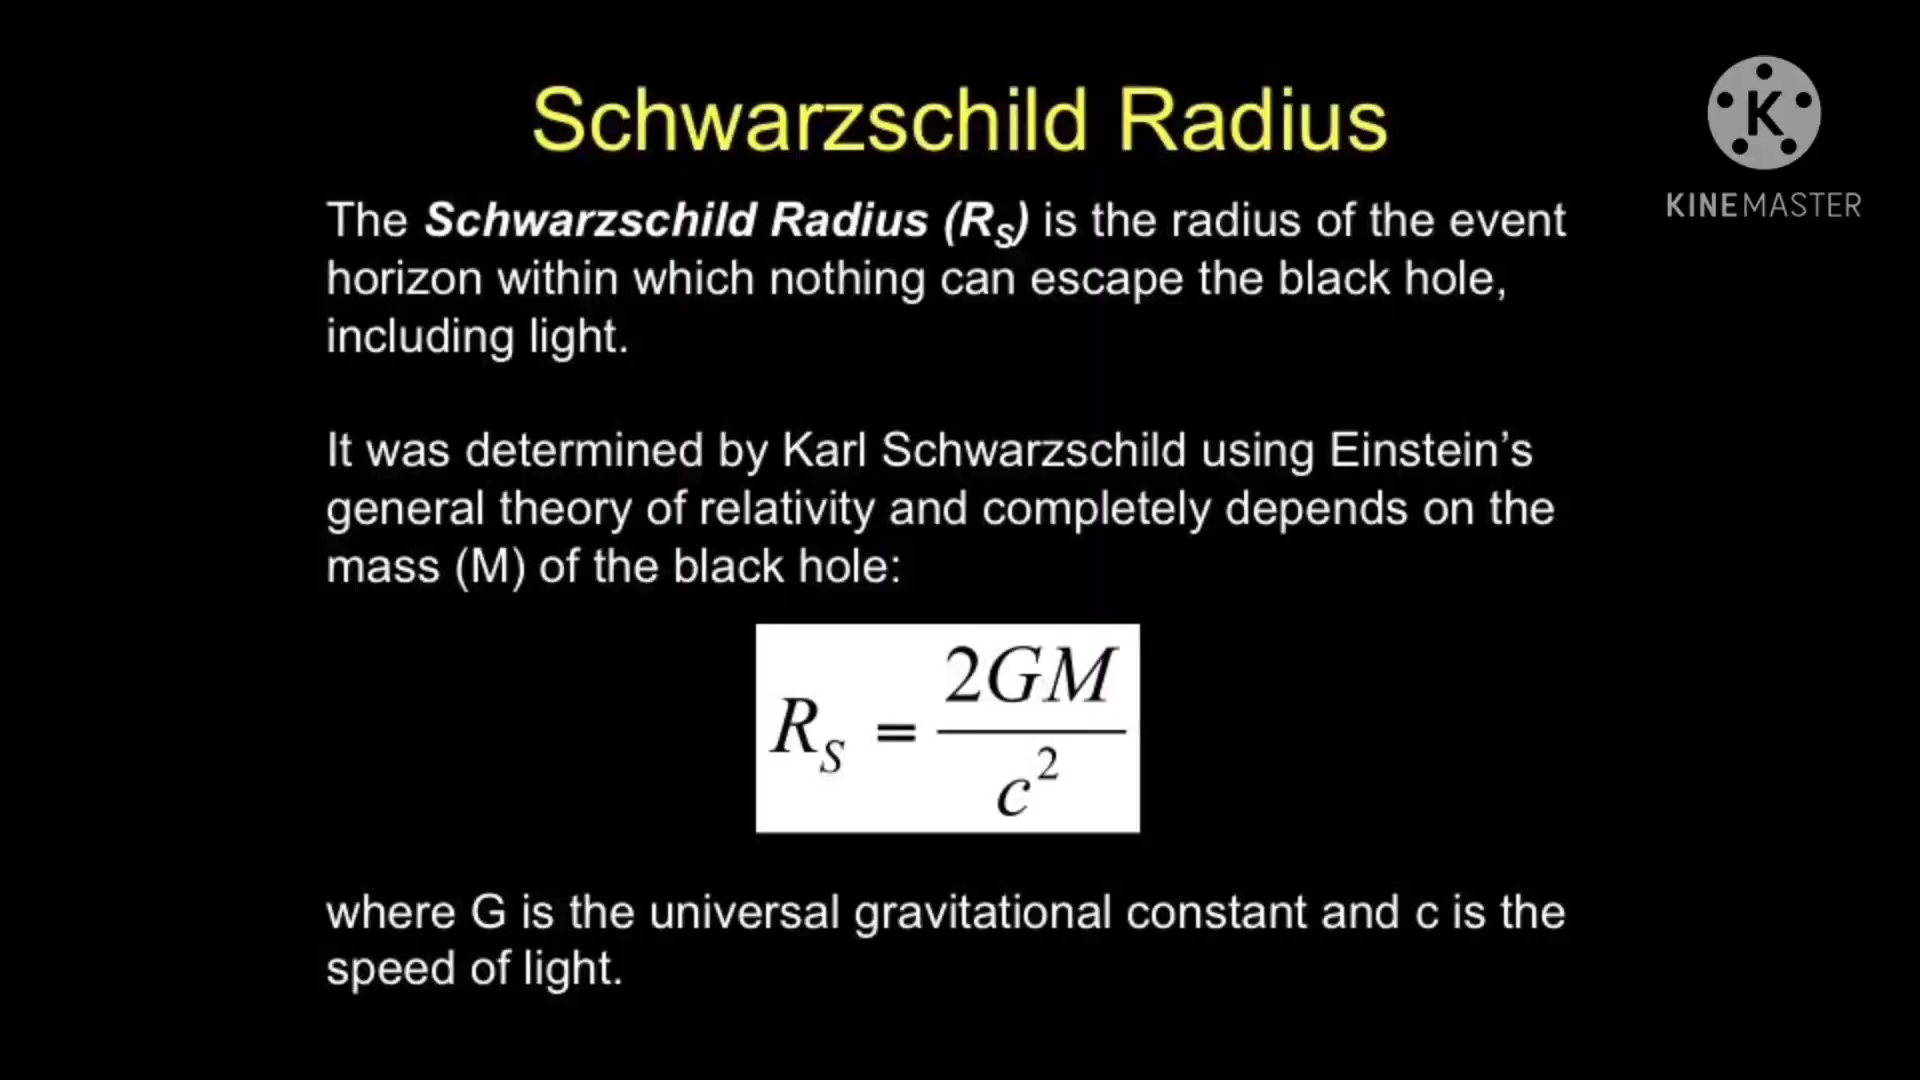 Schwarzschild Radius
K
KINEMASTER
The Schwarzschild Radius (R_S) is the radius of the event
horizon within which nothing can escape the black hole,
including light.
It was determined by Karl Schwarzschild using Einstein’s
general theory of relativity and completely depends on the
mass (M) of the black hole:
R_S = 2GM / c^2
where G is the universal gravitational constant and c is the
speed of light.